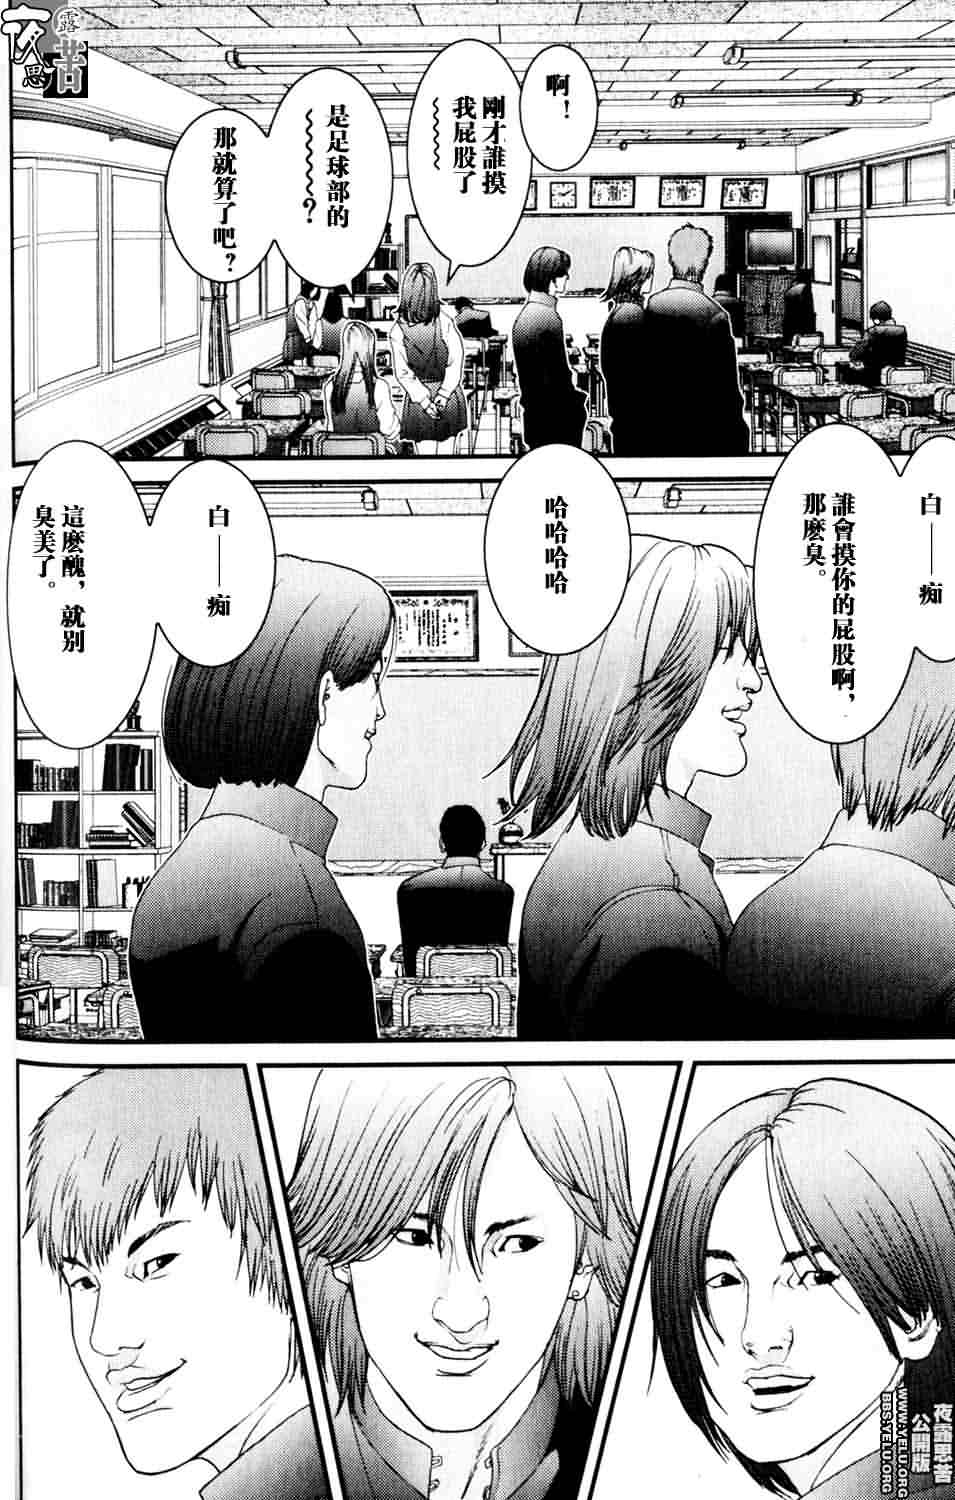 啊！
剛才誰摸
我屁股了
〜〜〜
是足球部的
〜〜〜？
那就算了吧？
白——痴
誰會摸你的屁股啊，
那麽臭。
哈哈哈哈
白——痴
這麽醜，就別
臭美了。
夜露思苦
夜露思苦
公開版
WWW.YELU.ORG
BBS.YELU.ORG